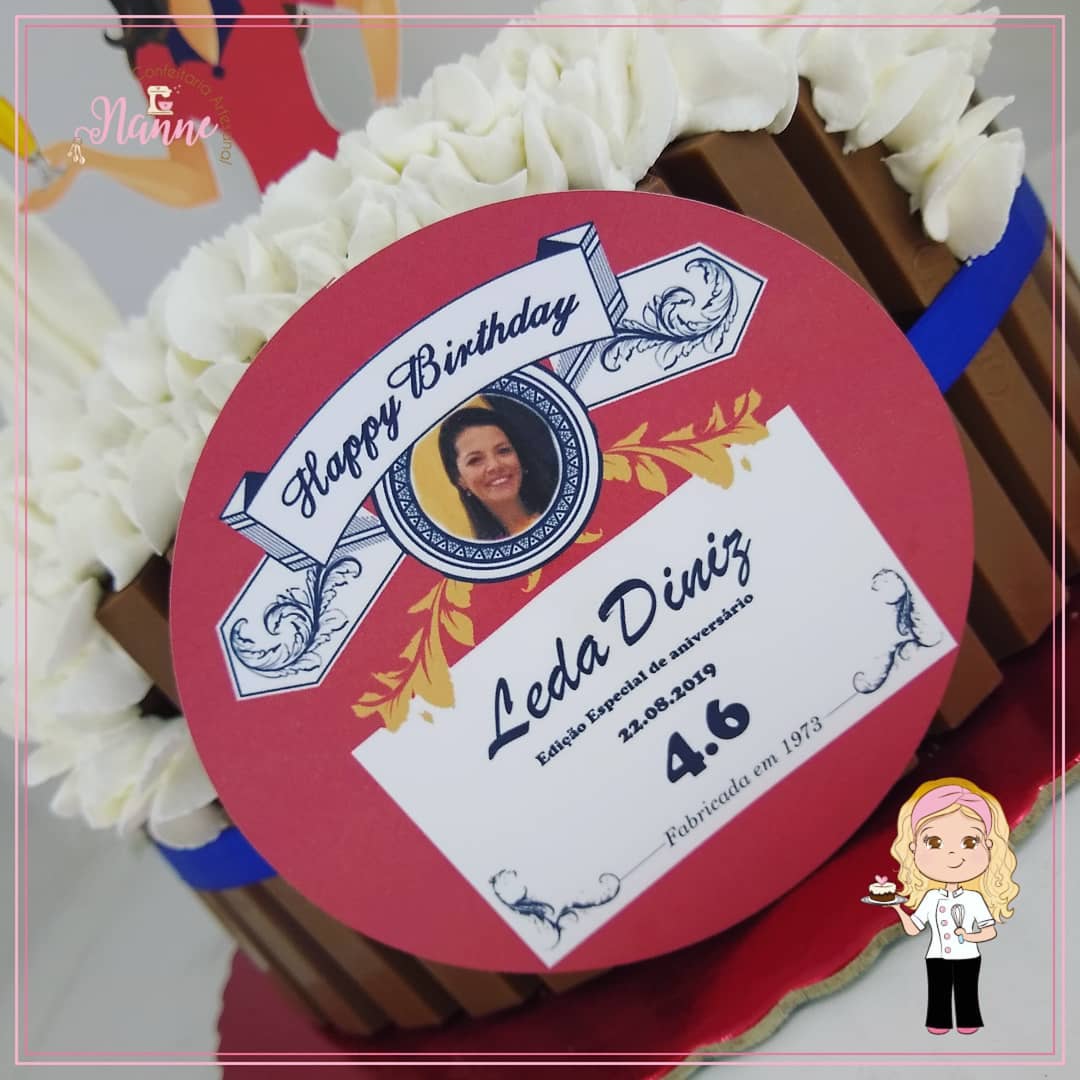 Confeitaria Artesanal
Nanne
Happy Birthday
Leda Diniz
Edição Especial de aniversário
22.08.2019
4.6
Fabricada em 1973